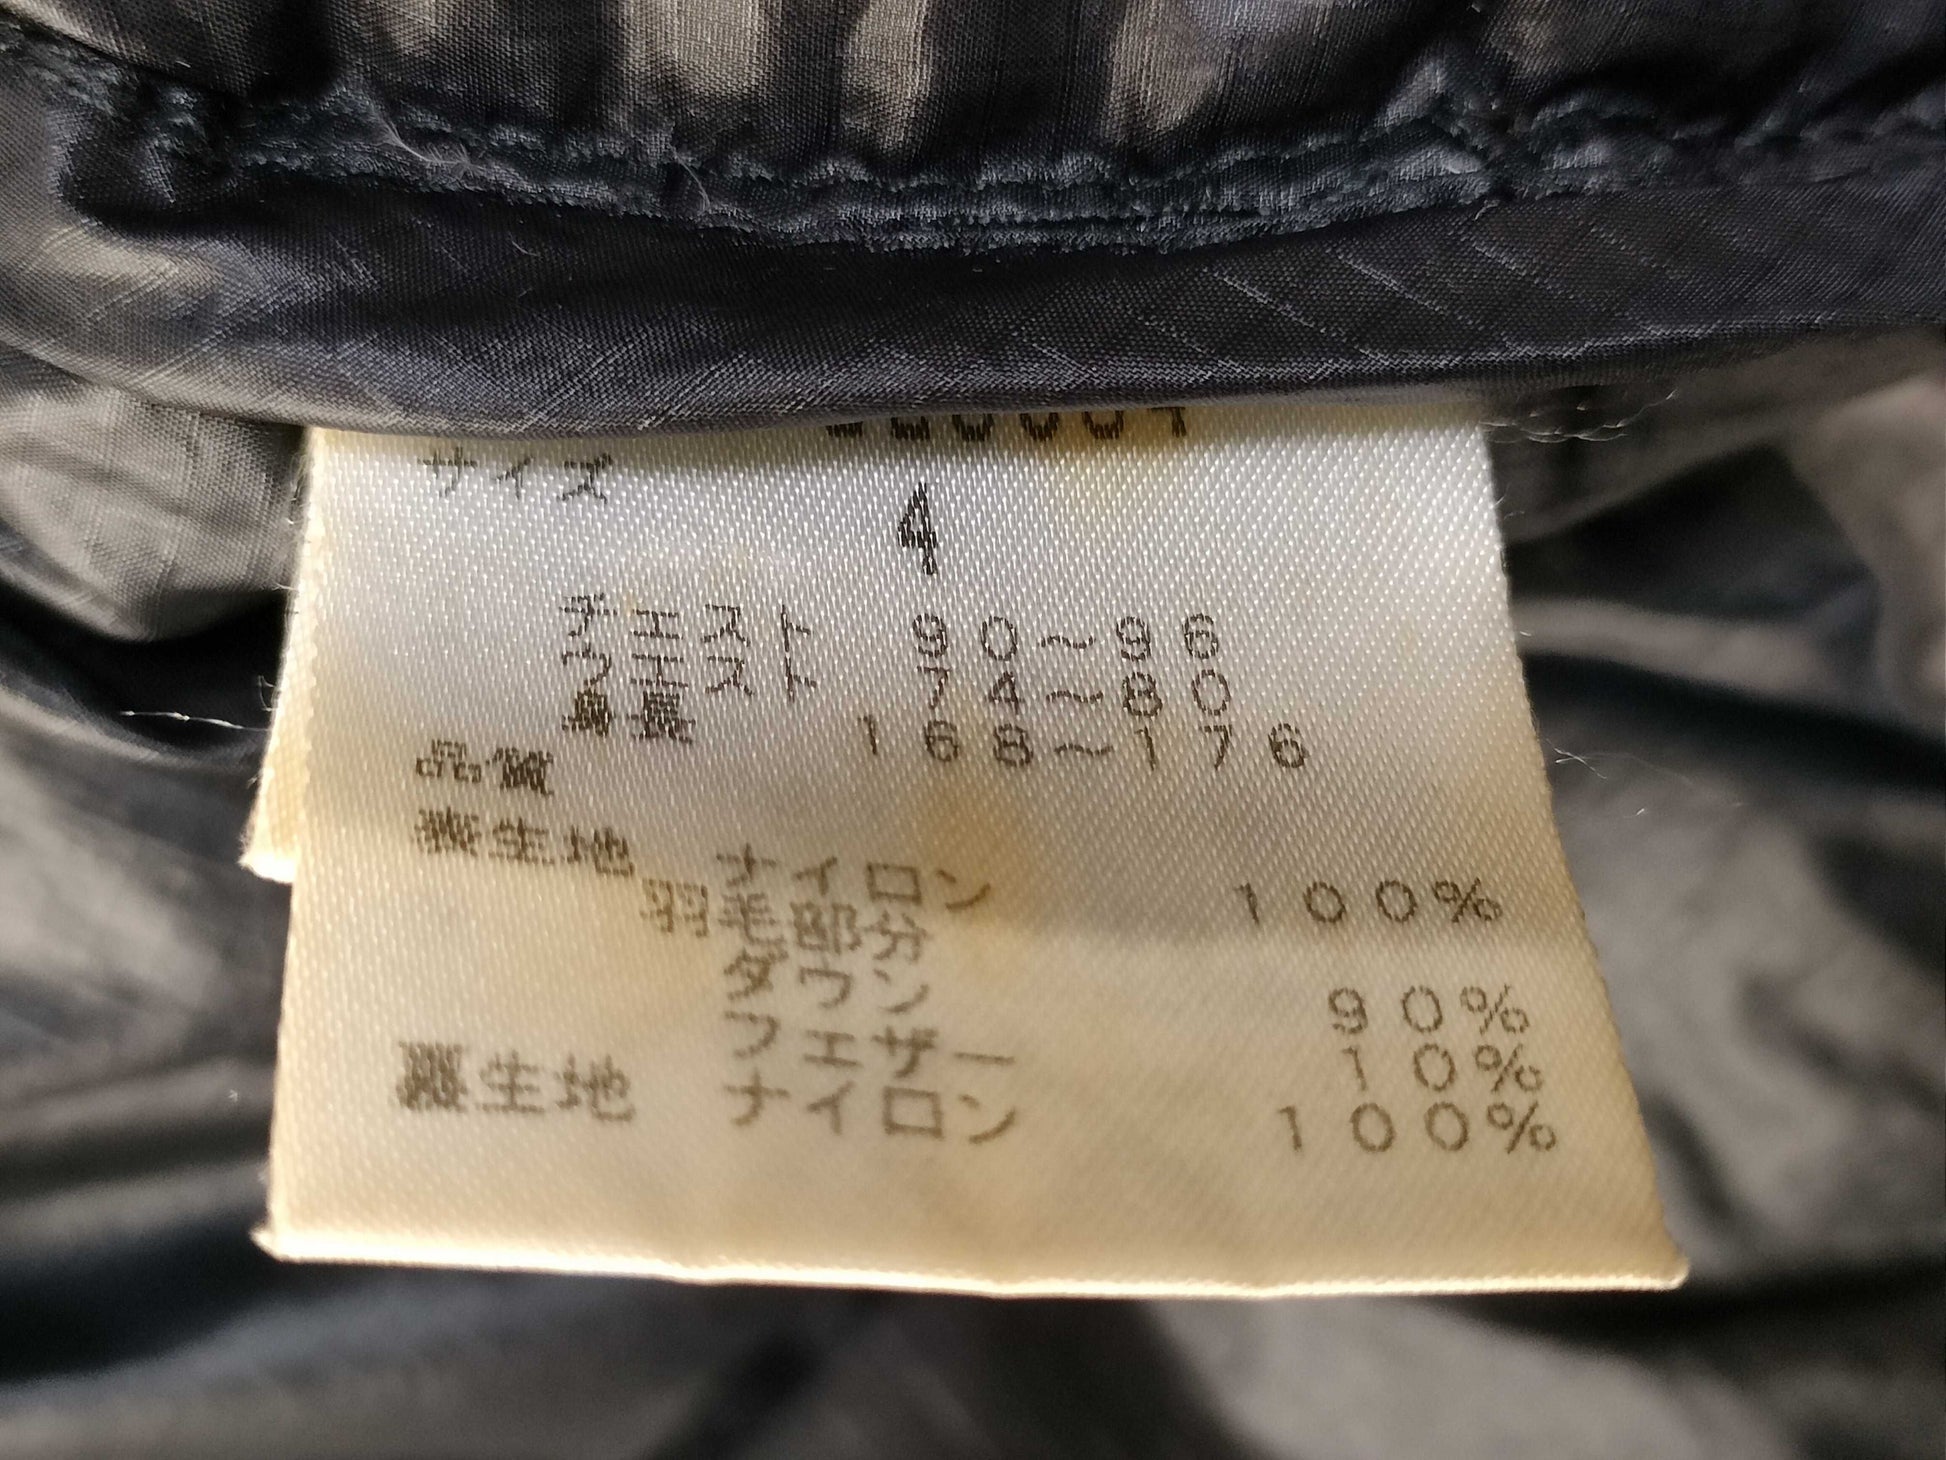 サイズ
4
チェスト 90~96
ウエスト 74~80
身長 168~176
品質
表生地 ナイロン 100%
羽毛部分
ダウン 90%
フェザー 10%
裏生地 ナイロン 100%